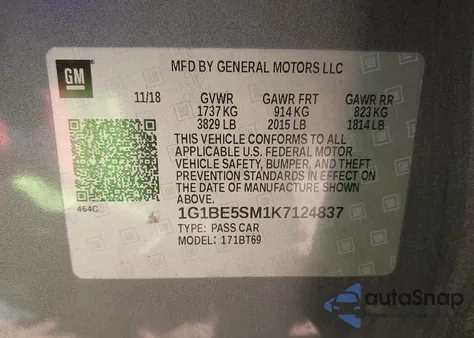 GM
MFD BY GENERAL MOTORS LLC
11/18 GVWR GAWR FRT GAWR RR
1737 KG 914 KG 823 KG
3829 LB 2015 LB 1814 LB
THIS VEHICLE CONFORMS TO ALL
APPLICABLE U.S. FEDERAL MOTOR
VEHICLE SAFETY, BUMPER, AND THEFT
PREVENTION STANDARDS IN EFFECT ON
THE DATE OF MANUFACTURE SHOWN
ABOVE.
464C
1G1BE5SM1K7124837
TYPE: PASS CAR
MODEL: 171BT69
autoSnap